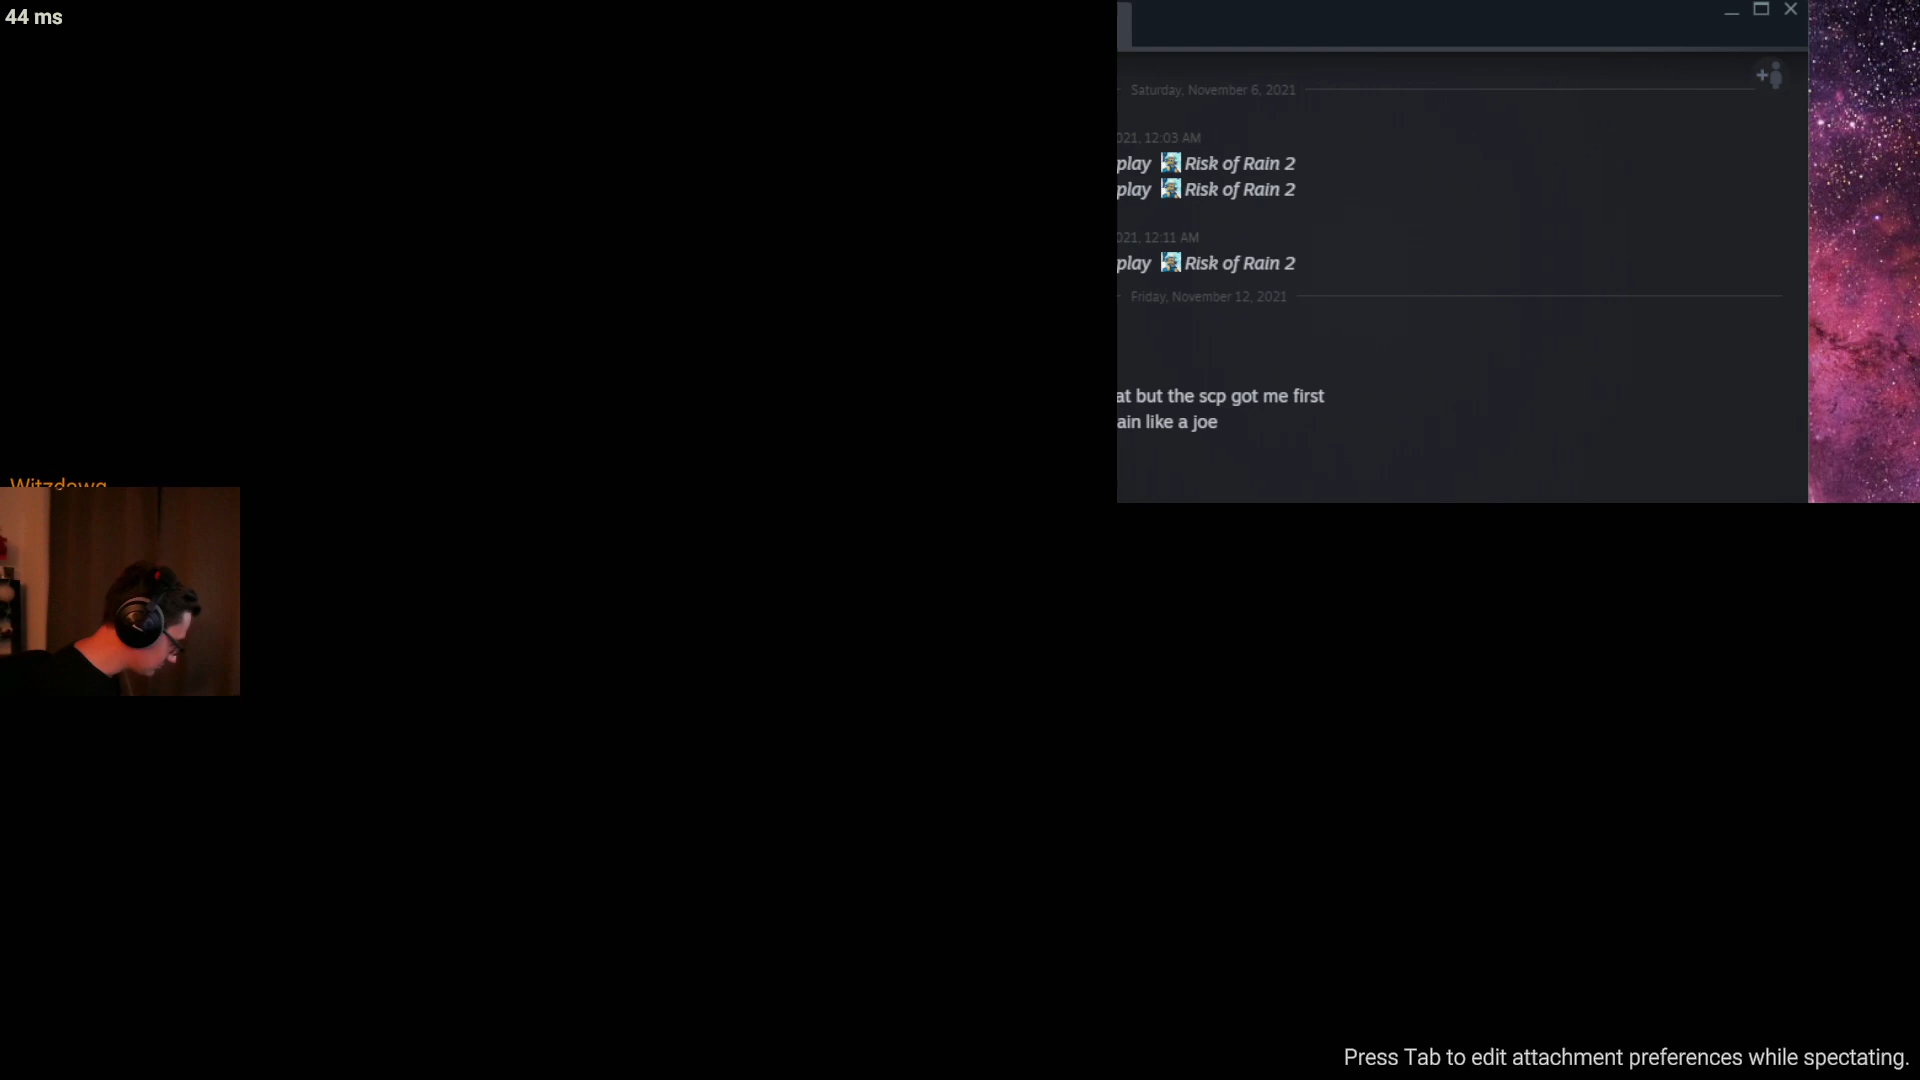 44 ms
Saturday, November 6, 2021
021, 12:03 AM
play Risk of Rain 2
play Risk of Rain 2
021, 12:11 AM
play Risk of Rain 2
Friday, November 12, 2021
at but the scp got me first
ain like a joe
Witzdawg
Press Tab to edit attachment preferences while spectating.